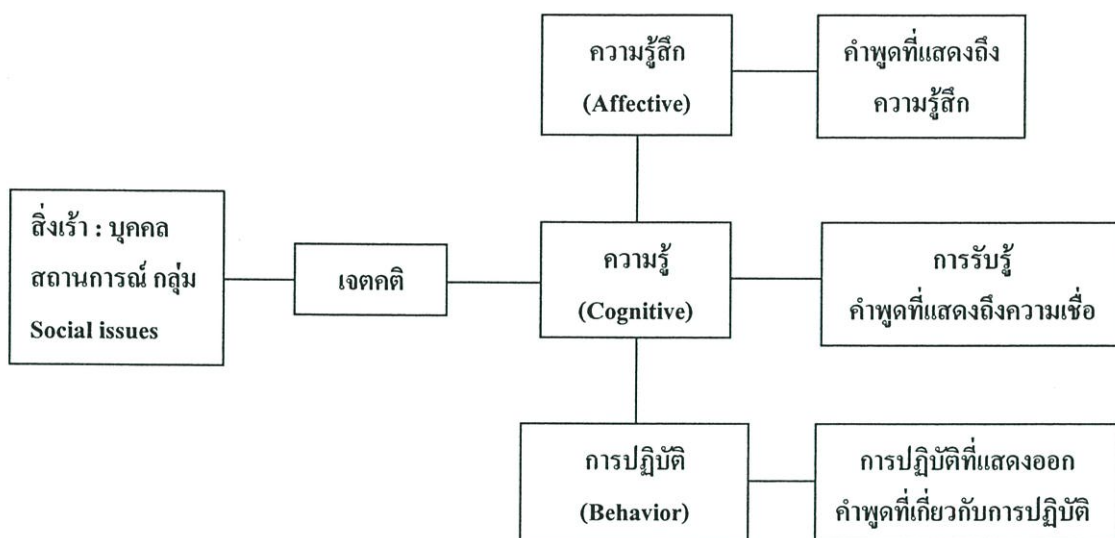 ความรู้สึก
(Affective)
คำพูดที่แสดงถึง
ความรู้สึก
สิ่งเร้า : บุคคล
สถานการณ์ กลุ่ม
Social issues
เจตคติ
ความรู้
(Cognitive)
การรับรู้
คำพูดที่แสดงถึงความเชื่อ
การปฏิบัติ
(Behavior)
การปฏิบัติที่แสดงออก
คำพูดที่เกี่ยวกับการปฏิบัติ